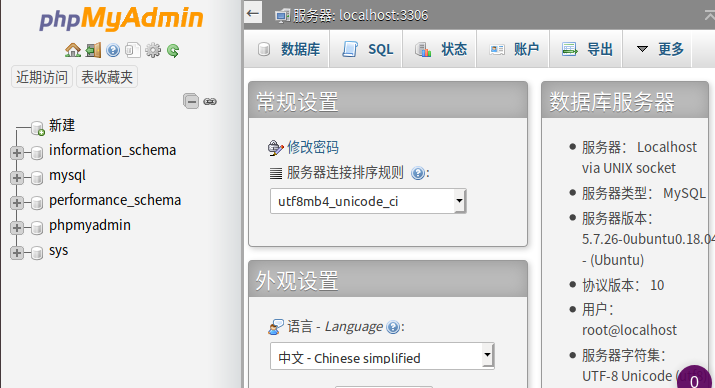 phpMyAdmin
近期访问 表收藏夹
新建
information_schema
mysql
performance_schema
phpmyadmin
sys
服务器: localhost:3306
数据库 SQL 状态 账户 导出 更多
常规设置
修改密码
服务器连接排序规则 :
utf8mb4_unicode_ci
外观设置
语言 - Language :
中文 - Chinese simplified
数据库服务器
服务器： Localhost
via UNIX socket
服务器类型： MySQL
服务器版本：
5.7.26-0ubuntu0.18.04
- (Ubuntu)
协议版本： 10
用户：
root@localhost
服务器字符集：
UTF-8 Unicode (
0